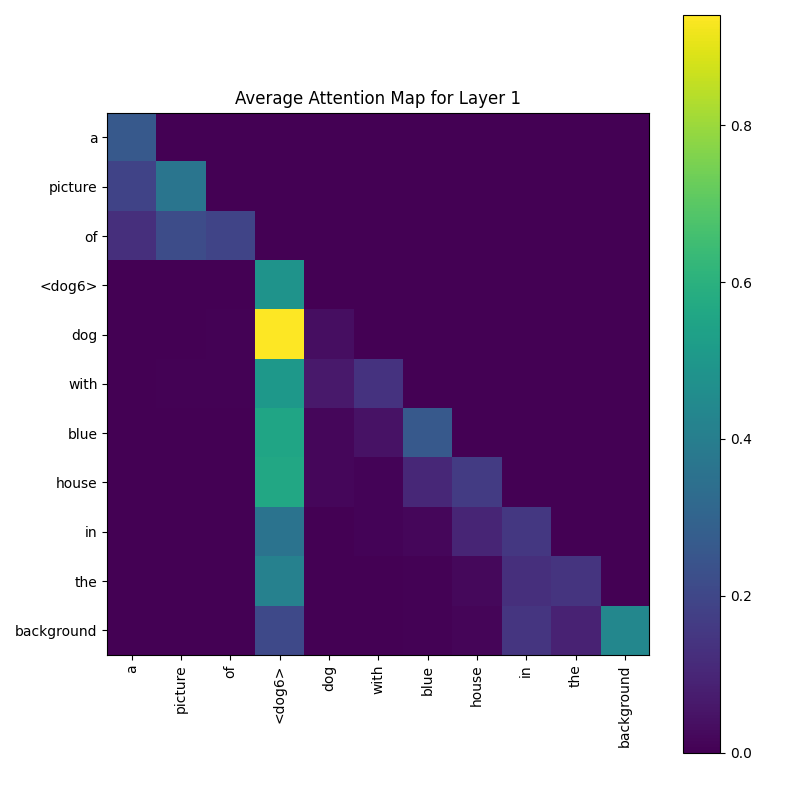 Average Attention Map for Layer 1
a
picture
of
<dog6>
dog
with
blue
house
in
the
background
a
picture
of
<dog6>
dog
with
blue
house
in
the
background
0.8
0.6
0.4
0.2
0.0